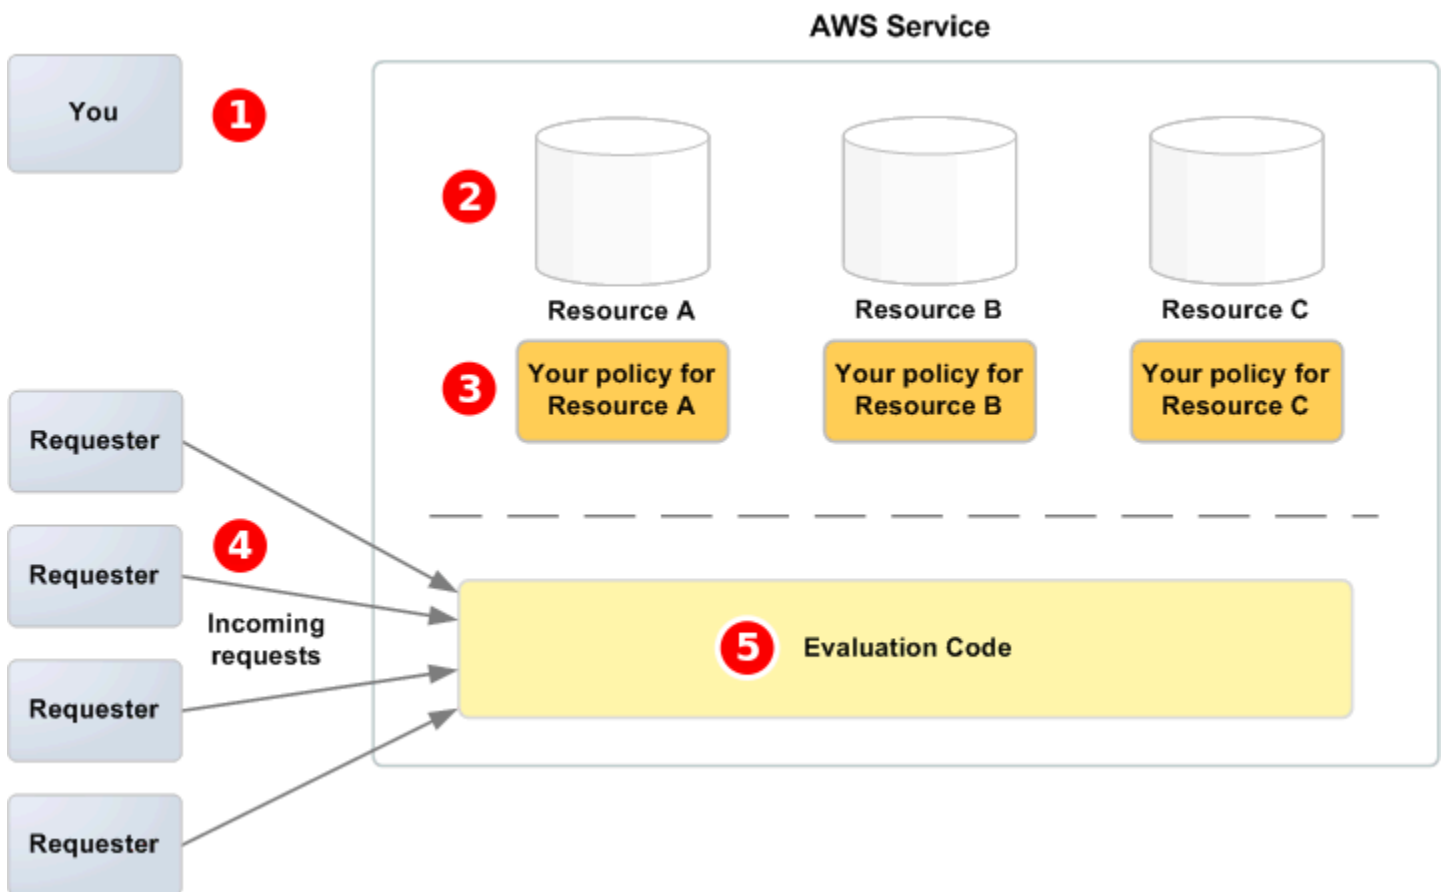 AWS Service
You
1
2
Resource A
Resource B
Resource C
3
Your policy for
Resource A
Your policy for
Resource B
Your policy for
Resource C
Requester
4
Requester
Incoming
requests
5
Evaluation Code
Requester
Requester